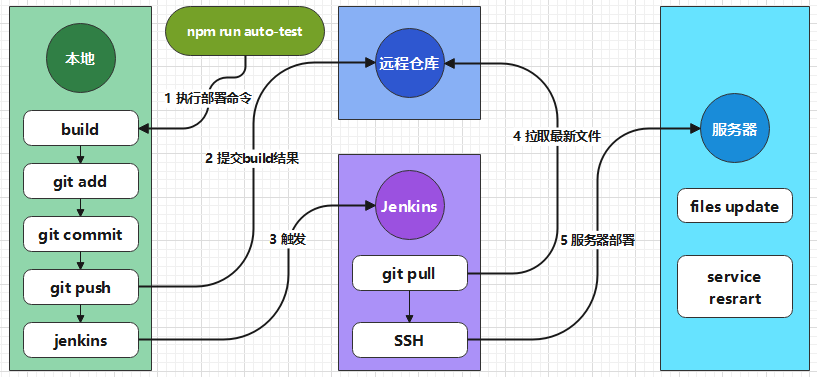 npm run auto-test
本地
build
git add
git commit
git push
jenkins
1 执行部署命令
2 提交build结果
3 触发
远程仓库
Jenkins
git pull
SSH
4 拉取最新文件
5 服务器部署
服务器
files update
service
resrart